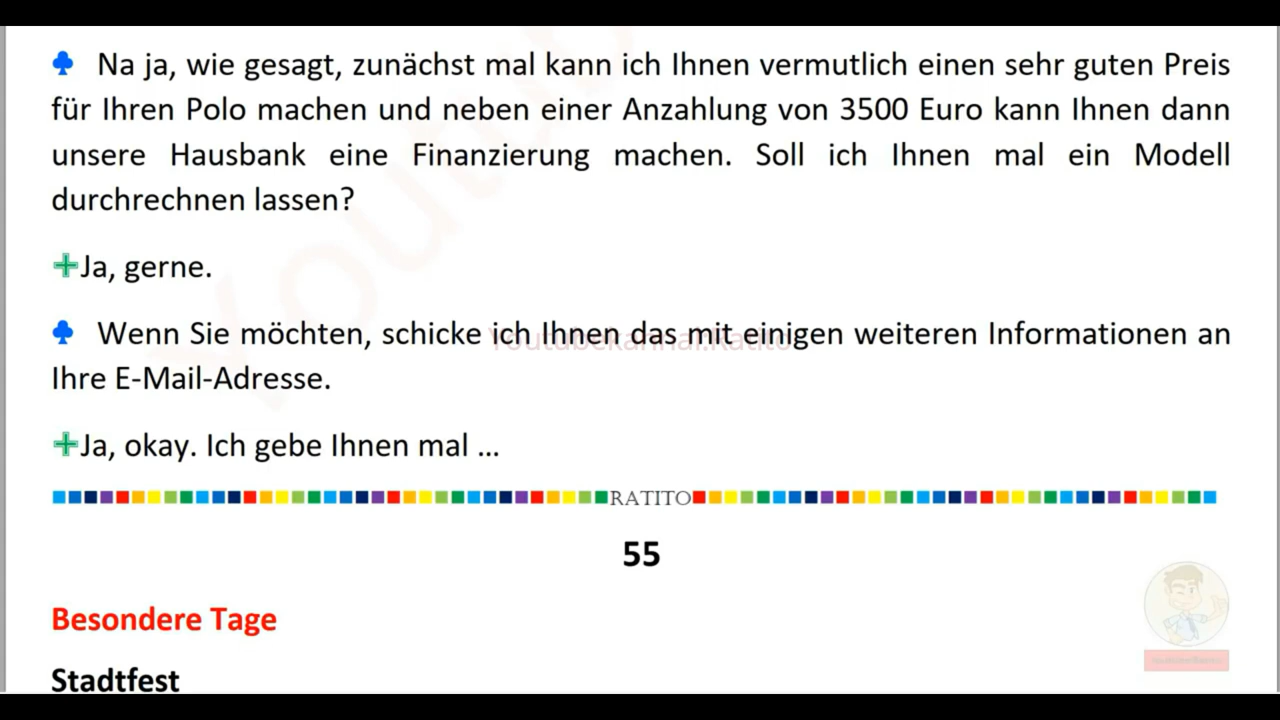 ♣ Na ja, wie gesagt, zunächst mal kann ich Ihnen vermutlich einen sehr guten Preis
für Ihren Polo machen und neben einer Anzahlung von 3500 Euro kann Ihnen dann
unsere Hausbank eine Finanzierung machen. Soll ich Ihnen mal ein Modell
durchrechnen lassen?
+Ja, gerne.
♣ Wenn Sie möchten, schicke ich Ihnen das mit einigen weiteren Informationen an
Youtubekannal:Ratito
Ihre E-Mail-Adresse.
+Ja, okay. Ich gebe Ihnen mal ...
RATITO
55
Besondere Tage
Stadtfest